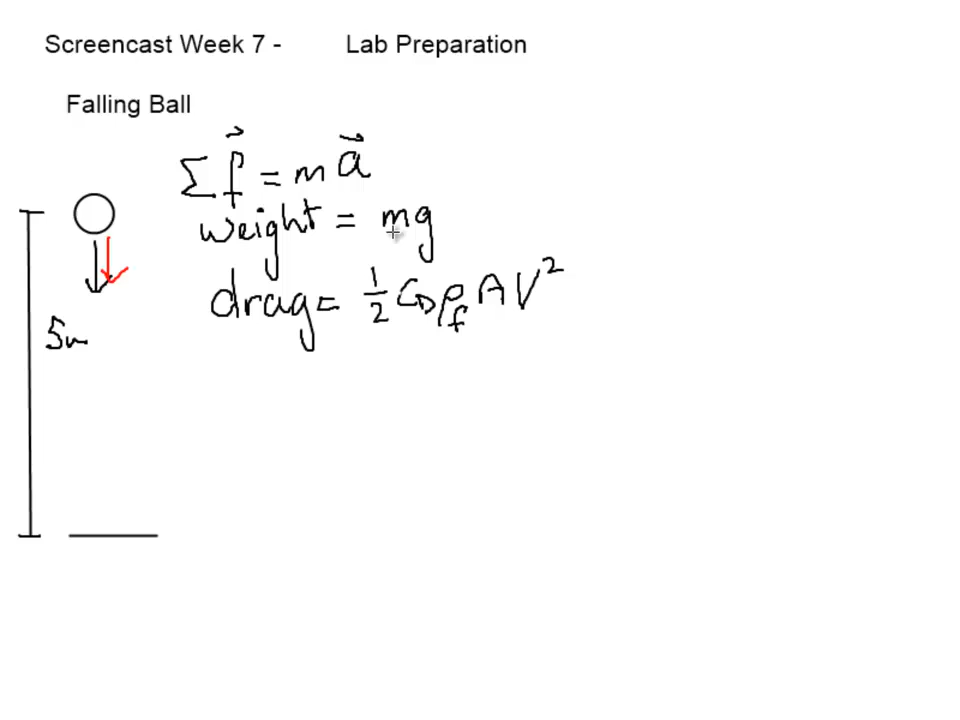 Screencast Week 7 - Lab Preparation
Falling Ball
Σf⃗ = ma⃗
weight = mg
drag = 1/2 C_D ρ_f A V²
5m